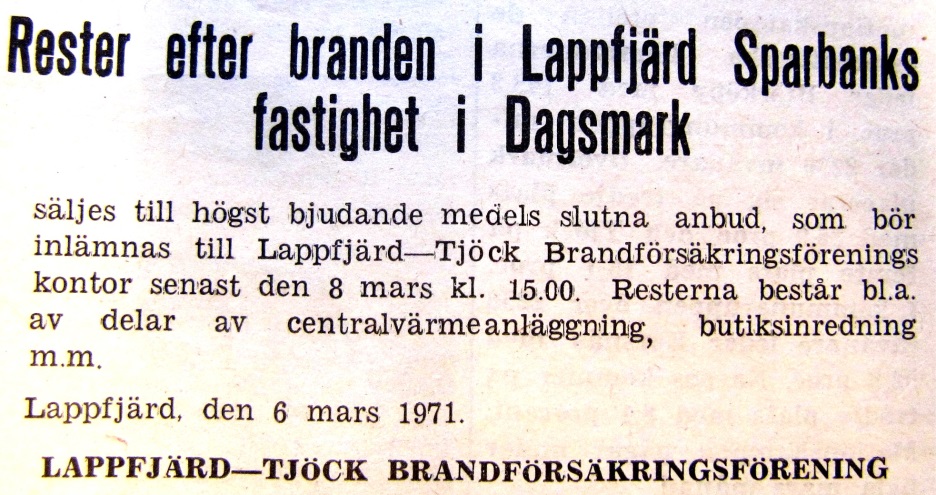 Rester efter branden i Lappfjärd Sparbanks
fastighet i Dagsmark
säljes till högst bjudande medels slutna anbud, som bör
inlämnas till Lappfjärd—Tjöck Brandförsäkringsförenings
kontor senast den 8 mars kl. 15.00. Resterna består bl.a.
av delar av centralvärmeanläggning, butiksinredning
m.m.
Lappfjärd, den 6 mars 1971.
LAPPFJÄRD—TJÖCK BRANDFÖRSÄKRINGSFÖRENING